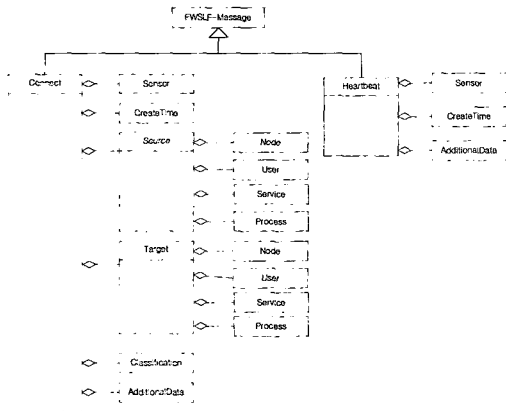 FWSLF-Message
Connect
Sensor
CreateTime
Source
Node
User
Service
Process
Target
Node
User
Service
Process
Classification
AdditionalData
Heartbeat
Sensor
CreateTime
AdditionalData